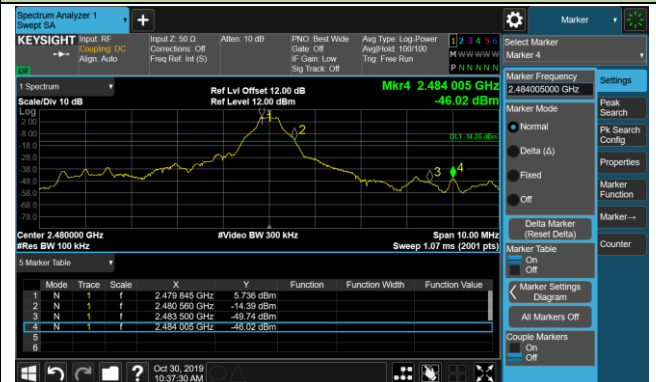 Spectrum Analyzer 1
Swept SA
+
Marker
KEYSIGHT
Input: RF
Coupling: DC
Align: Auto
Input Z: 50 Ω
Corrections: Off
Freq Ref: Int (S)
Atten: 10 dB
PNO: Best Wide
Gate: Off
IF Gain: Low
Sig Track: Off
Avg Type: Log-Power
Avg|Hold: 100/100
Trig: Free Run
1 2 3 4 5 6
M W W W W W
P N N N N N
LXI
Select Marker
Marker 4
1 Spectrum
Scale/Div 10 dB
Log
Ref Lvl Offset 12.00 dB
Ref Level 12.00 dBm
Mkr4 2.484 005 GHz
-46.02 dBm
2.00
-8.00
-18.0
-28.0
-38.0
-48.0
-58.0
-68.0
-78.0
2
3
4
DL1 -14.26 dBm
Center 2.480000 GHz
#Res BW 100 kHz
#Video BW 300 kHz
Span 10.00 MHz
Sweep 1.07 ms (2001 pts)
5 Marker Table
Mode Trace Scale X Y Function Function Width Function Value
1 N 1 f 2.479 845 GHz 5.736 dBm
2 N 1 f 2.480 560 GHz -14.39 dBm
3 N 1 f 2.483 500 GHz -49.74 dBm
4 N 1 f 2.484 005 GHz -46.02 dBm
5
6
Marker Frequency
2.484005000 GHz
Marker Mode
Normal
Delta (Δ)
Fixed
Off
Delta Marker
(Reset Delta)
Marker Table
On
Off
Marker Settings
Diagram
All Markers Off
Couple Markers
On
Off
Settings
Peak
Search
Pk Search
Config
Properties
Marker
Function
Marker→
Counter
?
Oct 30, 2019
10:37:30 AM